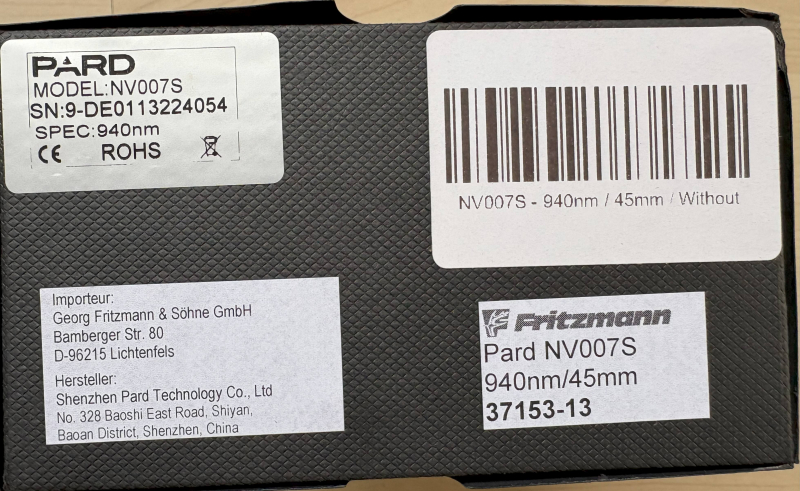 PARD
MODEL:NV007S
SN:9-DE0113224054
SPEC:940nm
CE ROHS
NV007S - 940nm / 45mm / Without
Importeur:
Georg Fritzmann & Söhne GmbH
Bamberger Str. 80
D-96215 Lichtenfels
Hersteller:
Shenzhen Pard Technology Co., Ltd
No. 328 Baoshi East Road, Shiyan,
Baoan District, Shenzhen, China
Fritzmann
Pard NV007S
940nm/45mm
37153-13